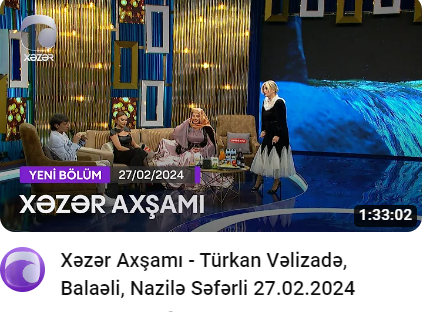 XƏZƏR
YENİ BÖLÜM 27/02/2024
XƏZƏR AXŞAMI
1:33:02
Xəzər Axşamı - Türkan Vəlizadə,
Balaəli, Nazilə Səfərli 27.02.2024